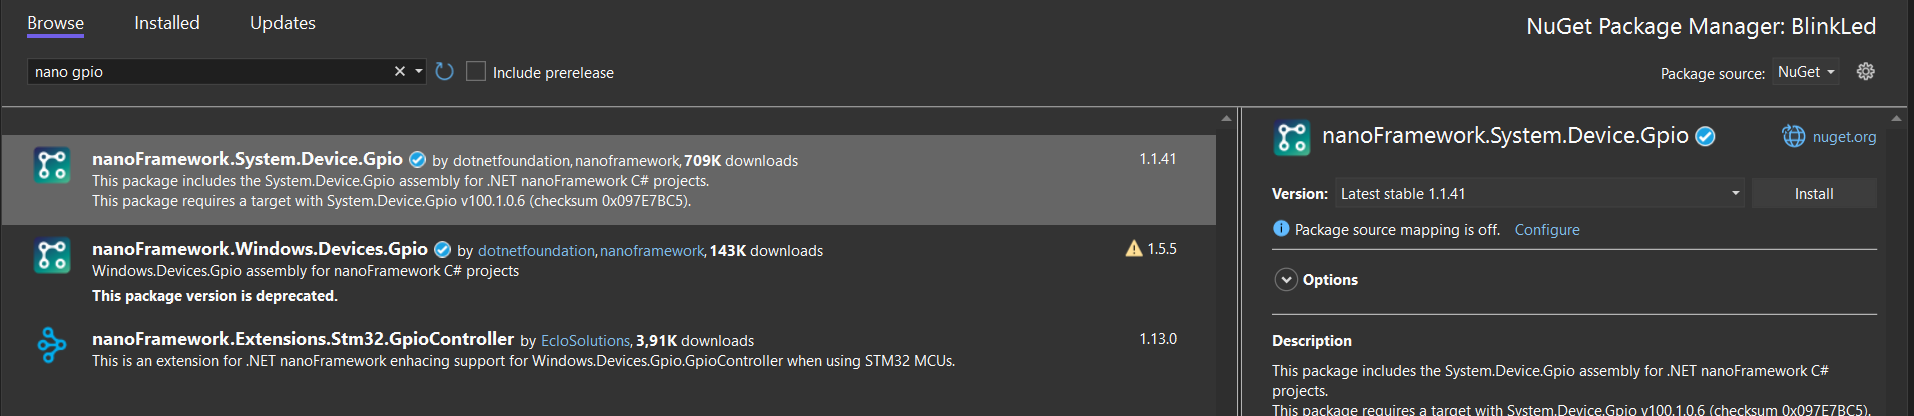 Browse Installed Updates NuGet Package Manager: BlinkLed
nano gpio Include prerelease Package source: NuGet
nanoFramework.System.Device.Gpio by dotnetfoundation, nanoframework, 709K downloads 1.1.41
This package includes the System.Device.Gpio assembly for .NET nanoFramework C# projects.
This package requires a target with System.Device.Gpio v100.1.0.6 (checksum 0x097E7BC5).
nanoFramework.Windows.Devices.Gpio by dotnetfoundation, nanoframework, 143K downloads 1.5.5
Windows.Devices.Gpio assembly for nanoFramework C# projects
This package version is deprecated.
nanoFramework.Extensions.Stm32.GpioController by EcloSolutions, 3,91K downloads 1.13.0
This is an extension for .NET nanoFramework enhacing support for Windows.Devices.Gpio.GpioController when using STM32 MCUs.
nanoFramework.System.Device.Gpio nuget.org
Version: Latest stable 1.1.41 Install
Package source mapping is off. Configure
Options
Description
This package includes the System.Device.Gpio assembly for .NET nanoFramework C#
projects.
This package requires a target with System.Device.Gpio v100.1.0.6 (checksum 0x097E7BC5).